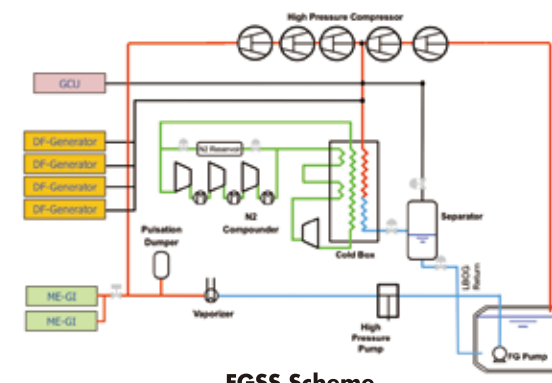 High Pressure Compressor
GCU
DF-Generator
DF-Generator
DF-Generator
DF-Generator
N2 Reservoir
N2
Compounder
Cold Box
Separator
Pulsation
Dumper
LBOG
Return
ME-GI
ME-GI
Vaporizer
High
Pressure
Pump
FG Pump
FGSS Scheme